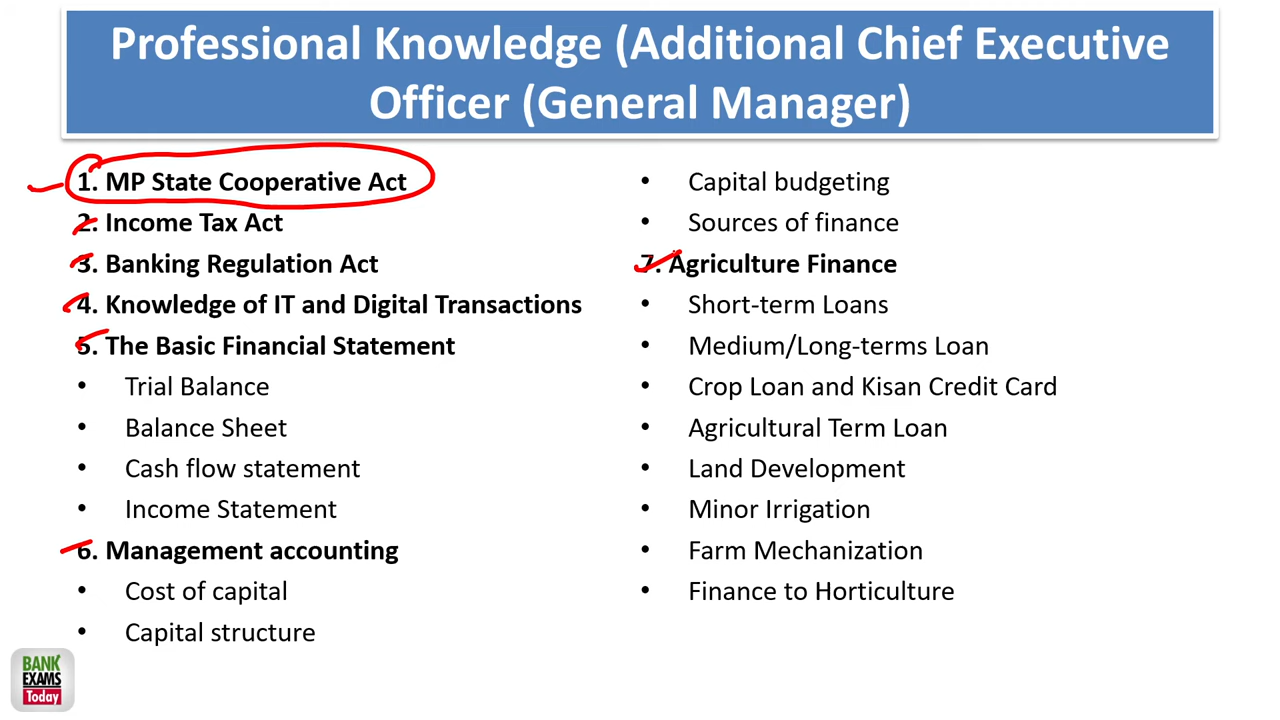 Professional Knowledge (Additional Chief Executive
Officer (General Manager)
1. MP State Cooperative Act
2. Income Tax Act
3. Banking Regulation Act
4. Knowledge of IT and Digital Transactions
5. The Basic Financial Statement
• Trial Balance
• Balance Sheet
• Cash flow statement
• Income Statement
6. Management accounting
• Cost of capital
• Capital structure
• Capital budgeting
• Sources of finance
7. Agriculture Finance
• Short-term Loans
• Medium/Long-terms Loan
• Crop Loan and Kisan Credit Card
• Agricultural Term Loan
• Land Development
• Minor Irrigation
• Farm Mechanization
• Finance to Horticulture
BANK
EXAMS
Today